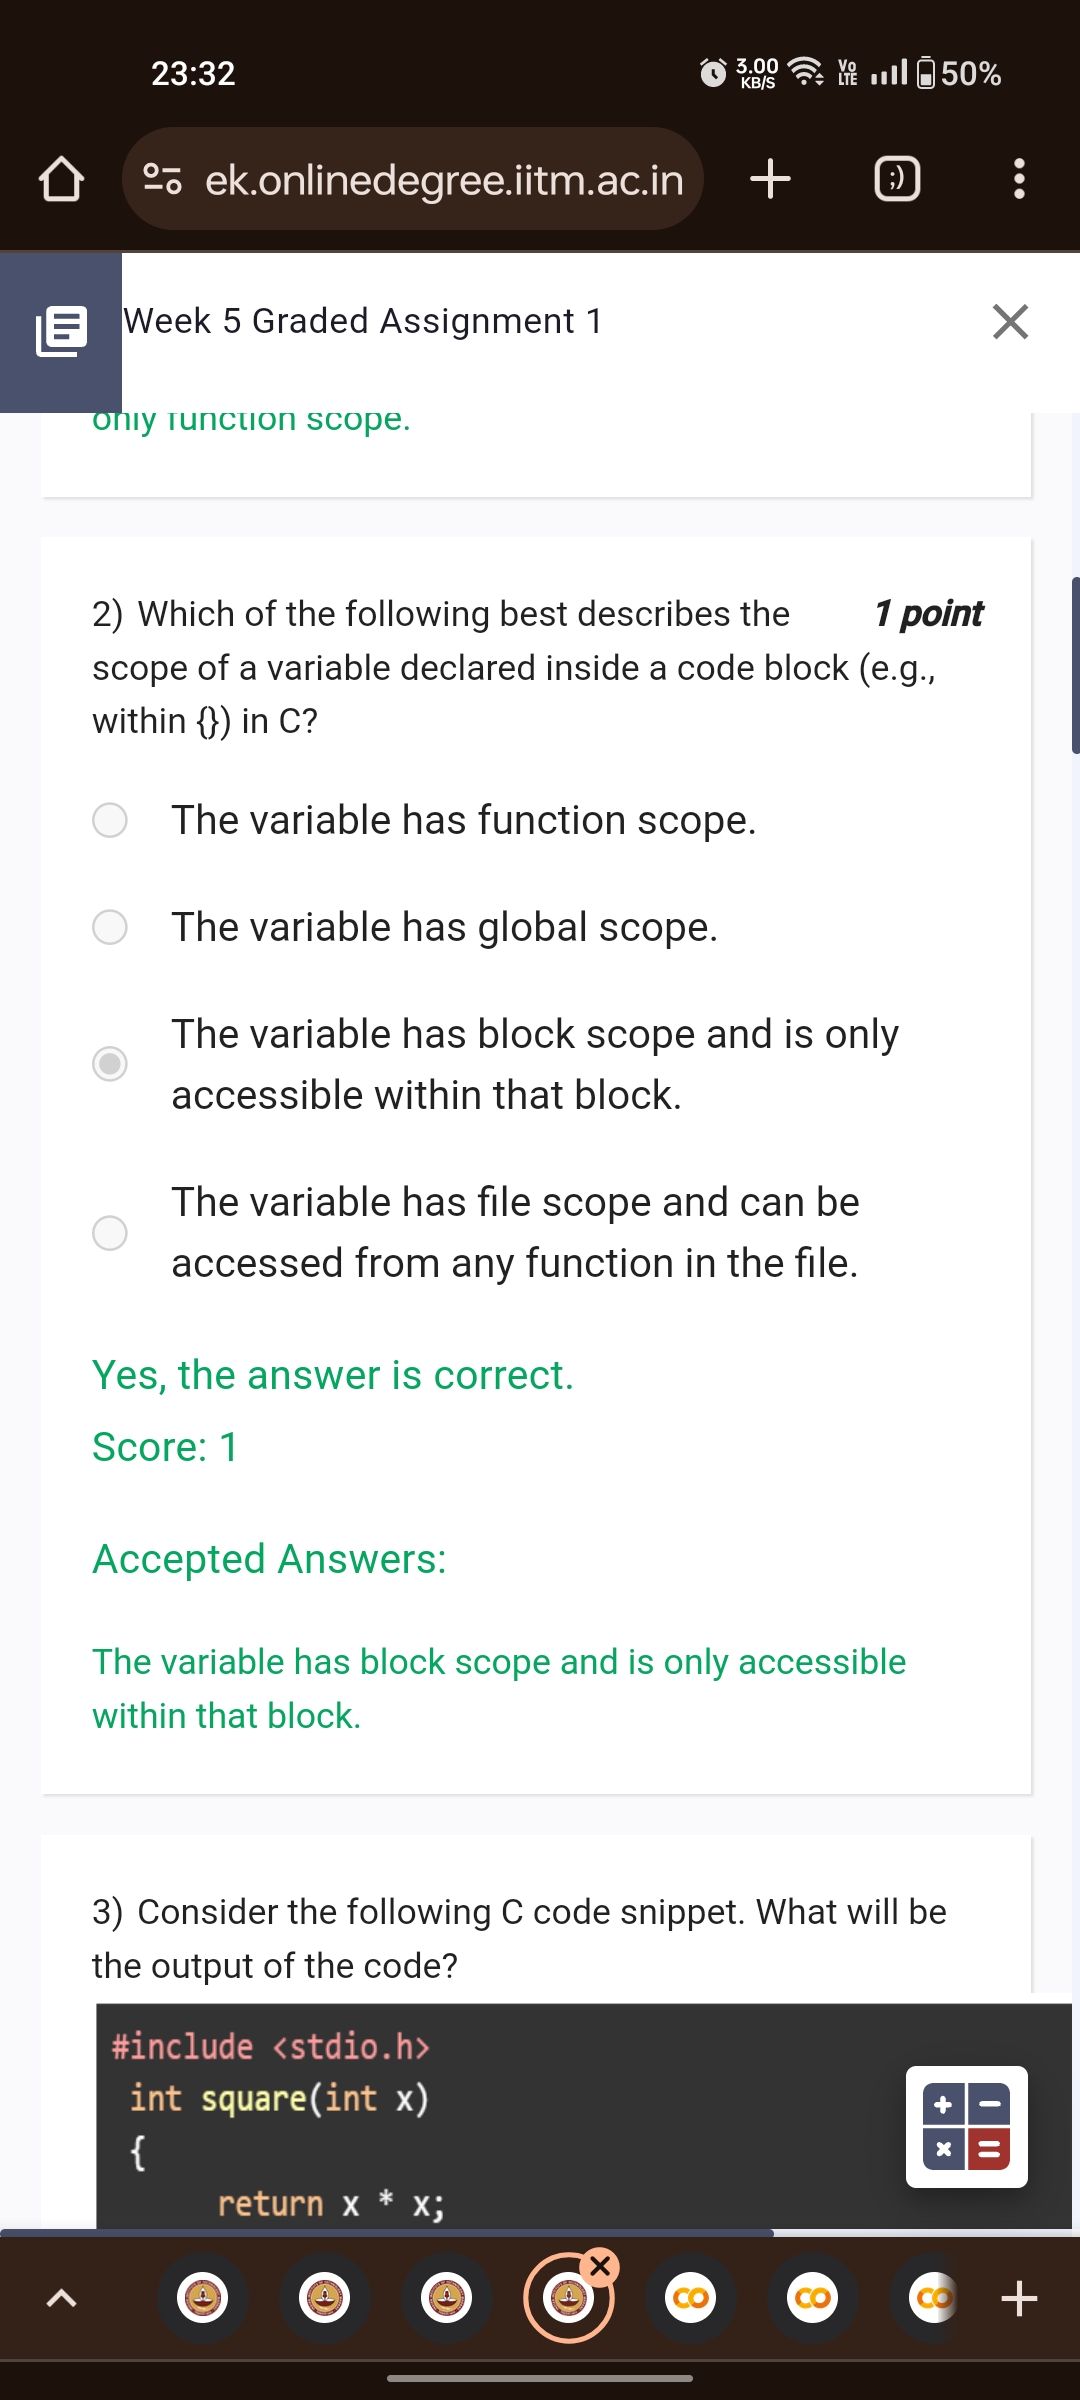 23:32
3.00
KB/S
Vo
LTE
50%
ek.onlinedegree.iitm.ac.in
:)
Week 5 Graded Assignment 1
only function scope.
2) Which of the following best describes the 1 point
scope of a variable declared inside a code block (e.g.,
within {}) in C?
The variable has function scope.
The variable has global scope.
The variable has block scope and is only
accessible within that block.
The variable has file scope and can be
accessed from any function in the file.
Yes, the answer is correct.
Score: 1
Accepted Answers:
The variable has block scope and is only accessible
within that block.
3) Consider the following C code snippet. What will be
the output of the code?
#include <stdio.h>
int square(int x)
{
return x * x;